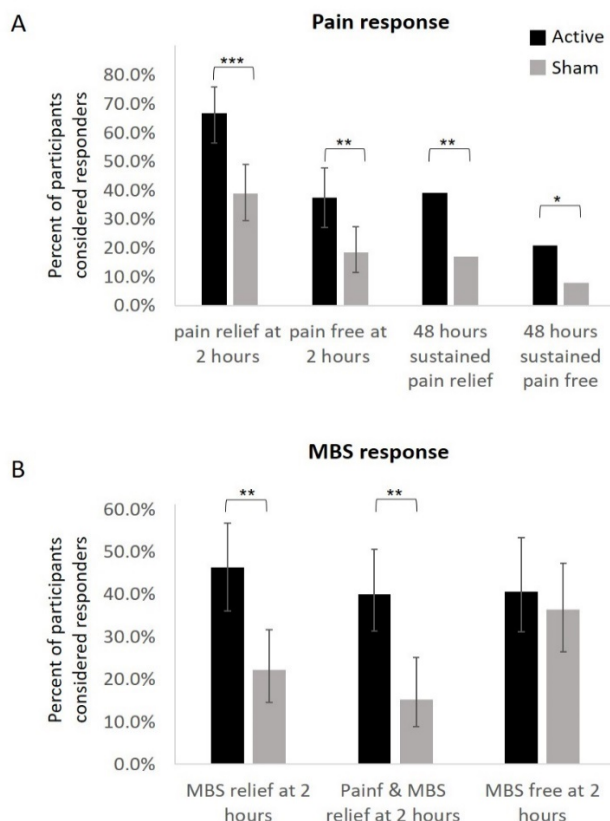 A
Pain response
Active
Sham
Percent of participants
considered responders
80.0%
70.0%
60.0%
50.0%
40.0%
30.0%
20.0%
10.0%
0.0%
***
**
**
*
pain relief at
2 hours
pain free at
2 hours
48 hours
sustained
pain relief
48 hours
sustained
pain free
B
MBS response
Percent of participants
considered responders
60.0%
50.0%
40.0%
30.0%
20.0%
10.0%
0.0%
**
**
MBS relief at 2
hours
Painf & MBS
relief at 2 hours
MBS free at 2
hours